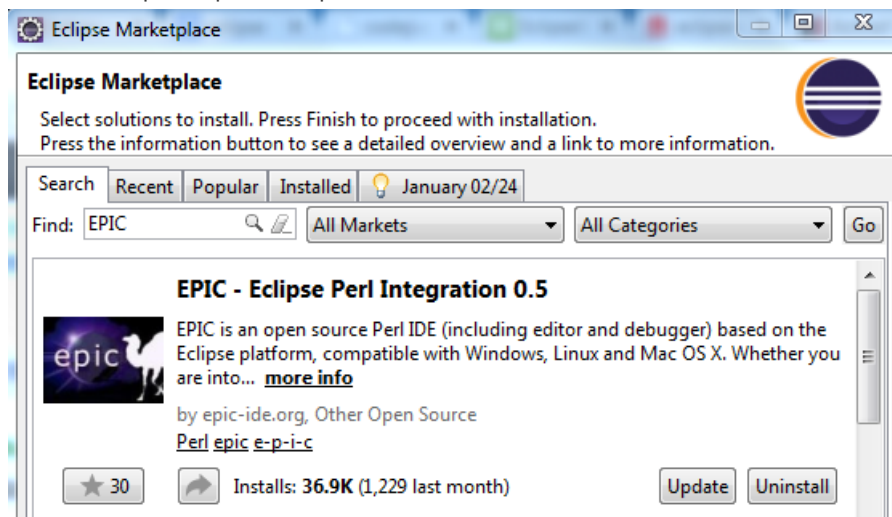 Eclipse Marketplace
Eclipse Marketplace
Select solutions to install. Press Finish to proceed with installation.
Press the information button to see a detailed overview and a link to more information.
Search Recent Popular Installed January 02/24
Find: EPIC All Markets All Categories Go
EPIC - Eclipse Perl Integration 0.5
epic
EPIC is an open source Perl IDE (including editor and debugger) based on the
Eclipse platform, compatible with Windows, Linux and Mac OS X. Whether you
are into... more info
by epic-ide.org, Other Open Source
Perl epic e-p-i-c
30 Installs: 36.9K (1,229 last month) Update Uninstall